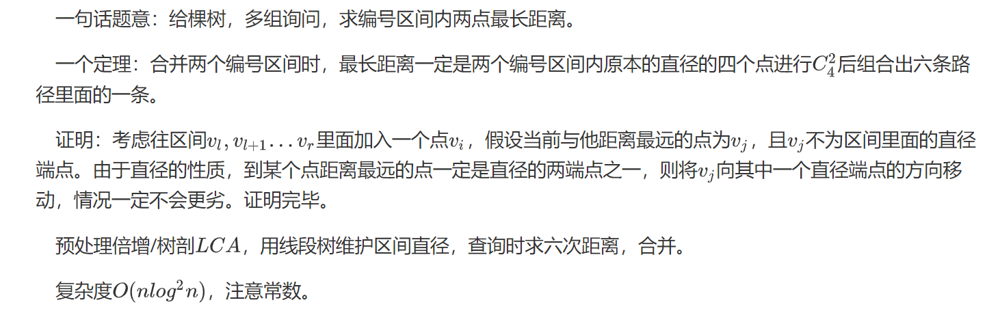 一句话题意：给棵树，多组询问，求编号区间内两点最长距离。
一个定理：合并两个编号区间时，最长距离一定是两个编号区间内原本的直径的四个点进行$C_4^2$后组合出六条路
径里面的一条。
证明：考虑往区间$v_l, v_{l+1} \ldots v_r$里面加入一个点$v_i$，假设当前与他距离最远的点为$v_j$，且$v_j$不为区间里面的直径
端点。由于直径的性质，到某个点距离最远的点一定是直径的两端点之一，则将$v_j$向其中一个直径端点的方向移
动，情况一定不会更劣。证明完毕。
预处理倍增/树剖$LCA$，用线段树维护区间直径，查询时求六次距离，合并。
复杂度$O(nlog^2n)$，注意常数。